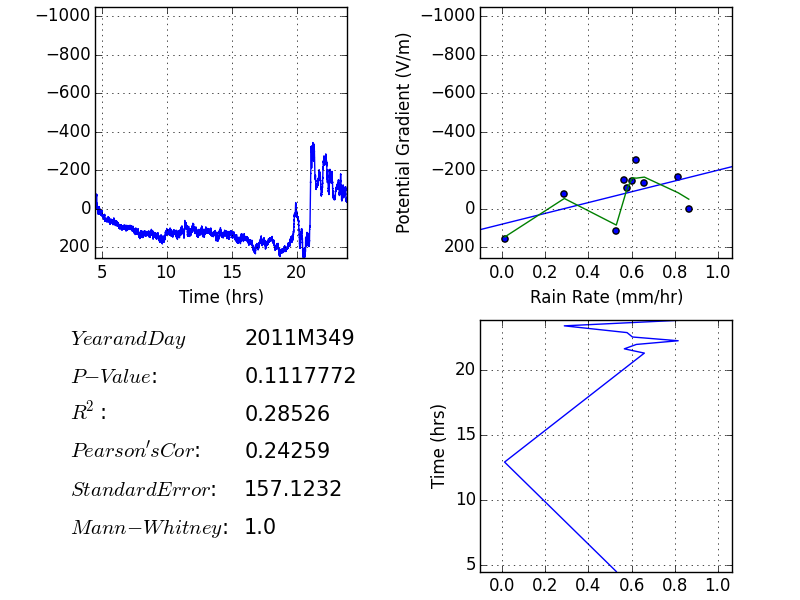 −1000
−800
−600
−400
−200
0
200
5 10 15 20
Time (hrs)
Potential Gradient (V/m)
−1000
−800
−600
−400
−200
0
200
0.0 0.2 0.4 0.6 0.8 1.0
Rain Rate (mm/hr)
YearandDay 2011M349
P−Value: 0.1117772
R²: 0.28526
Pearson'sCor: 0.24259
StandardError: 157.1232
Mann−Whitney: 1.0
Time (hrs)
20
15
10
5
0.0 0.2 0.4 0.6 0.8 1.0